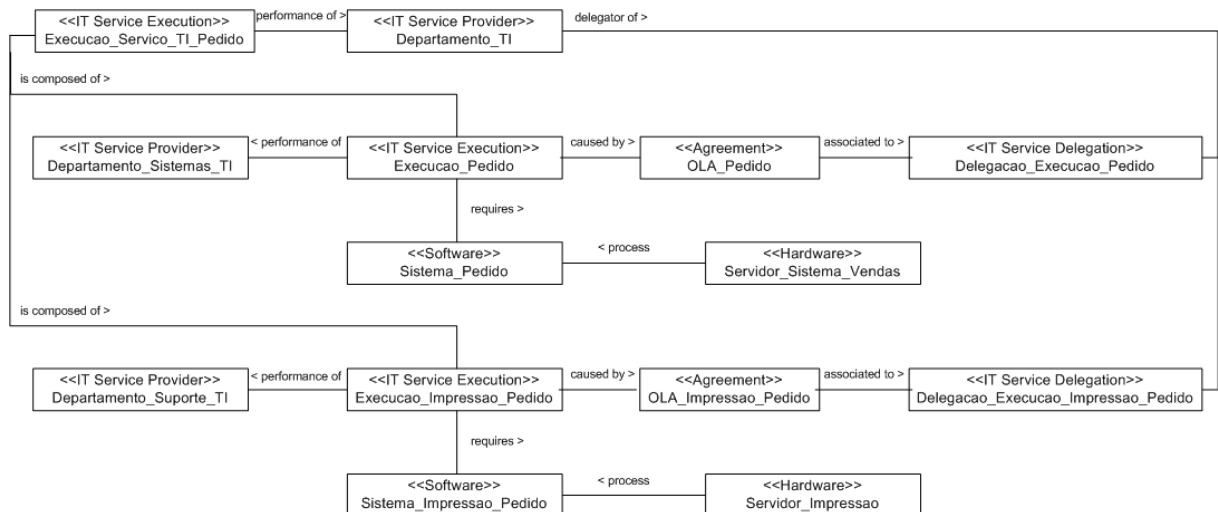 <<IT Service Execution>>
Execucao_Servico_TI_Pedido
performance of >
<<IT Service Provider>>
Departamento_TI
delegator of >
is composed of >
<<IT Service Provider>>
Departamento_Sistemas_TI
< performance of
<<IT Service Execution>>
Execucao_Pedido
caused by >
<<Agreement>>
OLA_Pedido
associated to >
<<IT Service Delegation>>
Delegacao_Execucao_Pedido
requires >
<<Software>>
Sistema_Pedido
< process
<<Hardware>>
Servidor_Sistema_Vendas
is composed of >
<<IT Service Provider>>
Departamento_Suporte_TI
< performance of
<<IT Service Execution>>
Execucao_Impressao_Pedido
caused by >
<<Agreement>>
OLA_Impressao_Pedido
associated to >
<<IT Service Delegation>>
Delegacao_Execucao_Impressao_Pedido
requires >
<<Software>>
Sistema_Impressao_Pedido
< process
<<Hardware>>
Servidor_Impressao